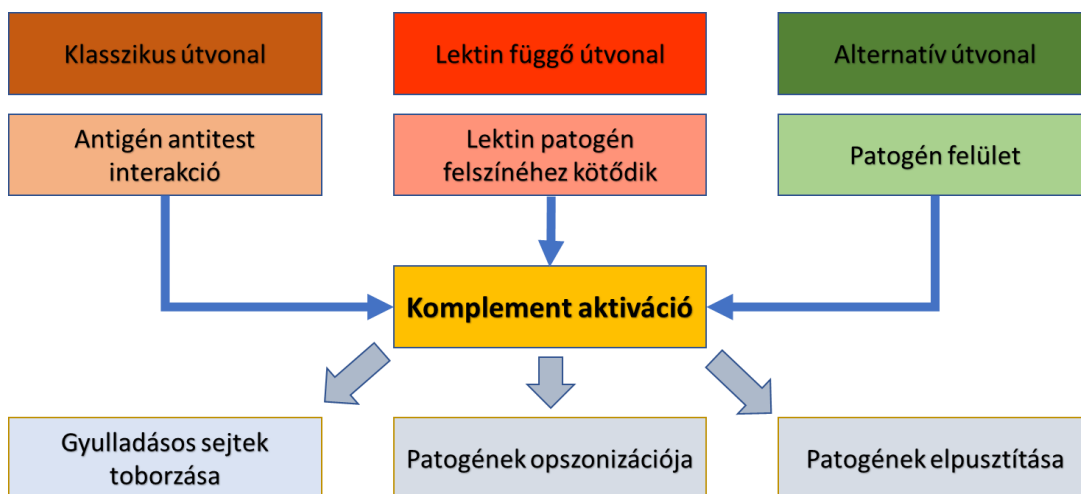 Klasszikus útvonal
Lektin függő útvonal
Alternatív útvonal
Antigén antitest
interakció
Lektin patogén
felszínéhez kötődik
Patogén felület
Komplement aktiváció
Gyulladásos sejtek
toborzása
Patogének opszonizációja
Patogének elpusztítása